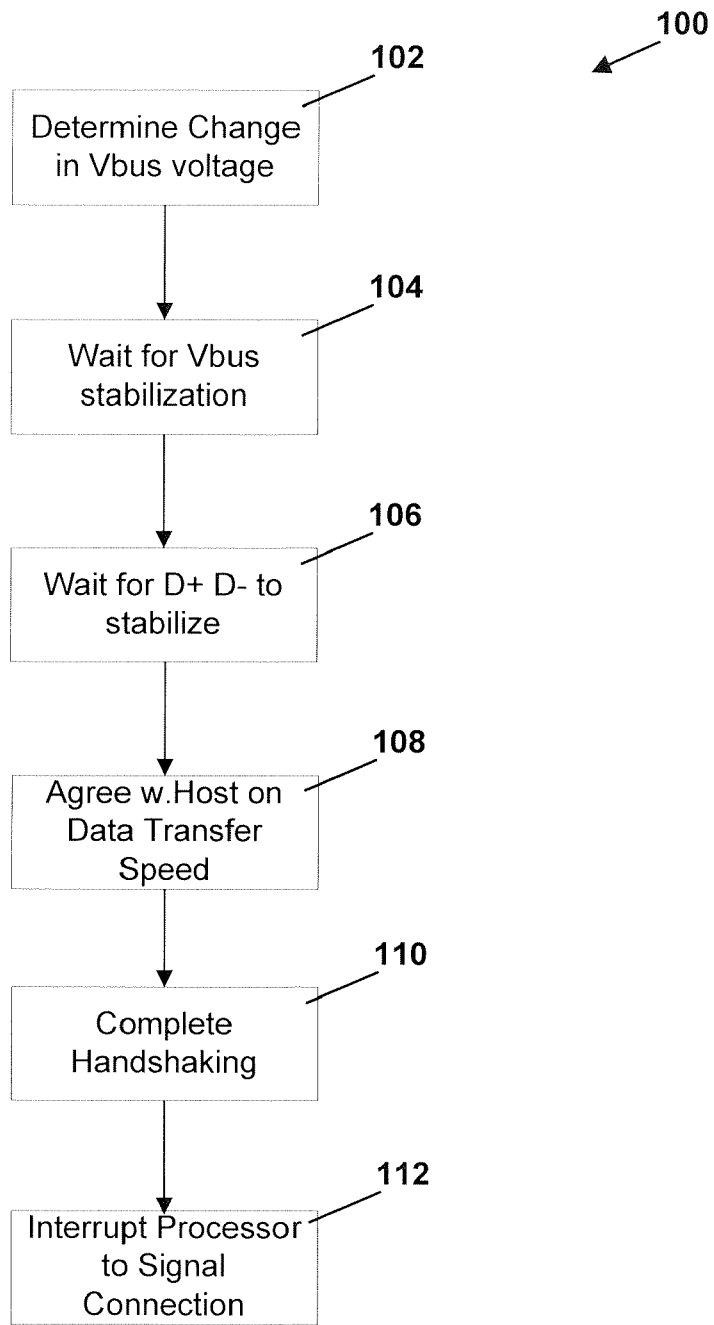 100
102
Determine Change
in Vbus voltage
104
Wait for Vbus
stabilization
106
Wait for D+ D- to
stabilize
108
Agree w.Host on
Data Transfer
Speed
110
Complete
Handshaking
112
Interrupt Processor
to Signal
Connection